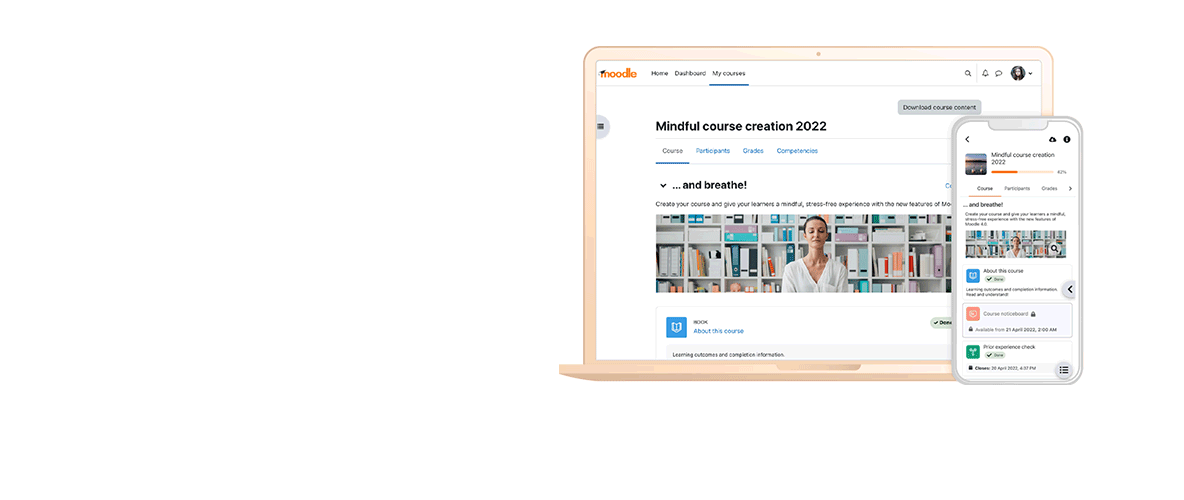 moodle Home Dashboard My courses
Download course content
Mindful course creation 2022
Course Participants Grades Competencies
... and breathe!
Create your course and give your learners a mindful, stress-free experience with the new features of Moo
BOOK
About this course
Done
Learning outcomes and completion information.
Mindful course creation
2022
Course Participants Grades
... and breathe!
Create your course and give your learners a mindful,
stress-free experience with the new features of
Moodle 4.0.
About this course
Done
Learning outcomes and completion information
Read and understand!
Course noticeboard
Available from 21 April 2022, 2:00 AM
Prior experience check
Done
Closes: 20 April 2022, 4:37 PM